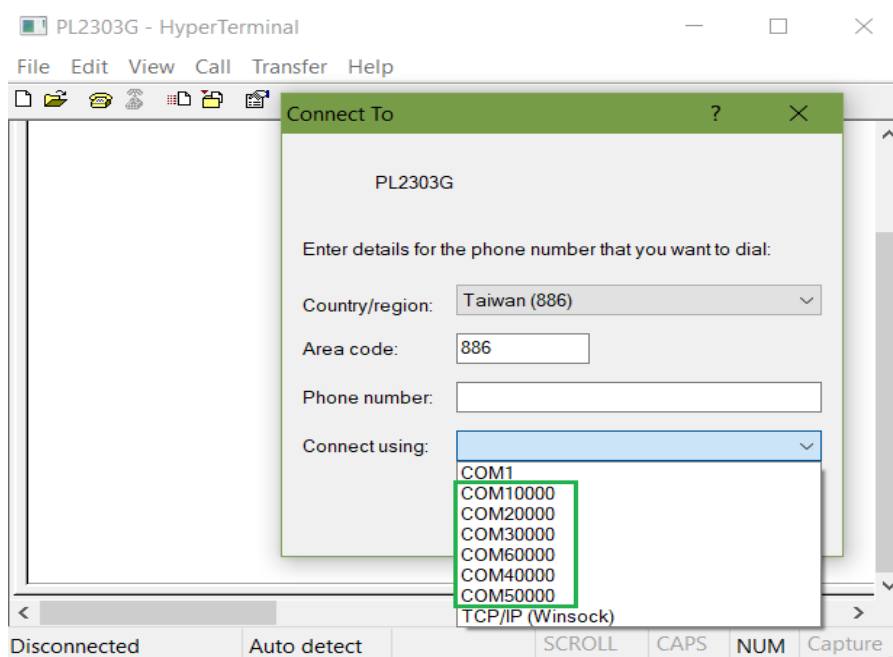 PL2303G - HyperTerminal
File Edit View Call Transfer Help
Connect To ?
PL2303G
Enter details for the phone number that you want to dial:
Country/region: Taiwan (886)
Area code: 886
Phone number:
Connect using:
COM1
COM10000
COM20000
COM30000
COM60000
COM40000
COM50000
TCP/IP (Winsock)
Disconnected Auto detect SCROLL CAPS NUM Capture